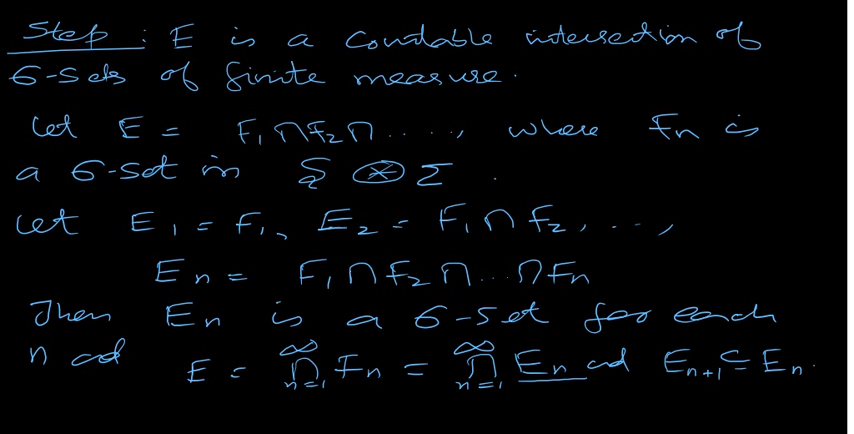 Step : E is a countable intersection of
σ-sets of finite measure.
Let E = F₁ ∩ F₂ ∩ . . . . , where Fₙ is
a σ-set in S ⊛ Σ .
Let E₁ = F₁, E₂ = F₁ ∩ F₂, . . . ,
Eₙ = F₁ ∩ F₂ ∩ ... ∩ Fₙ
Then Eₙ is a σ-set for each
n ad E = ∞⋂n=1 Fₙ = ∞⋂n=1 Eₙ ad Eₙ₊₁ ⊆ Eₙ.